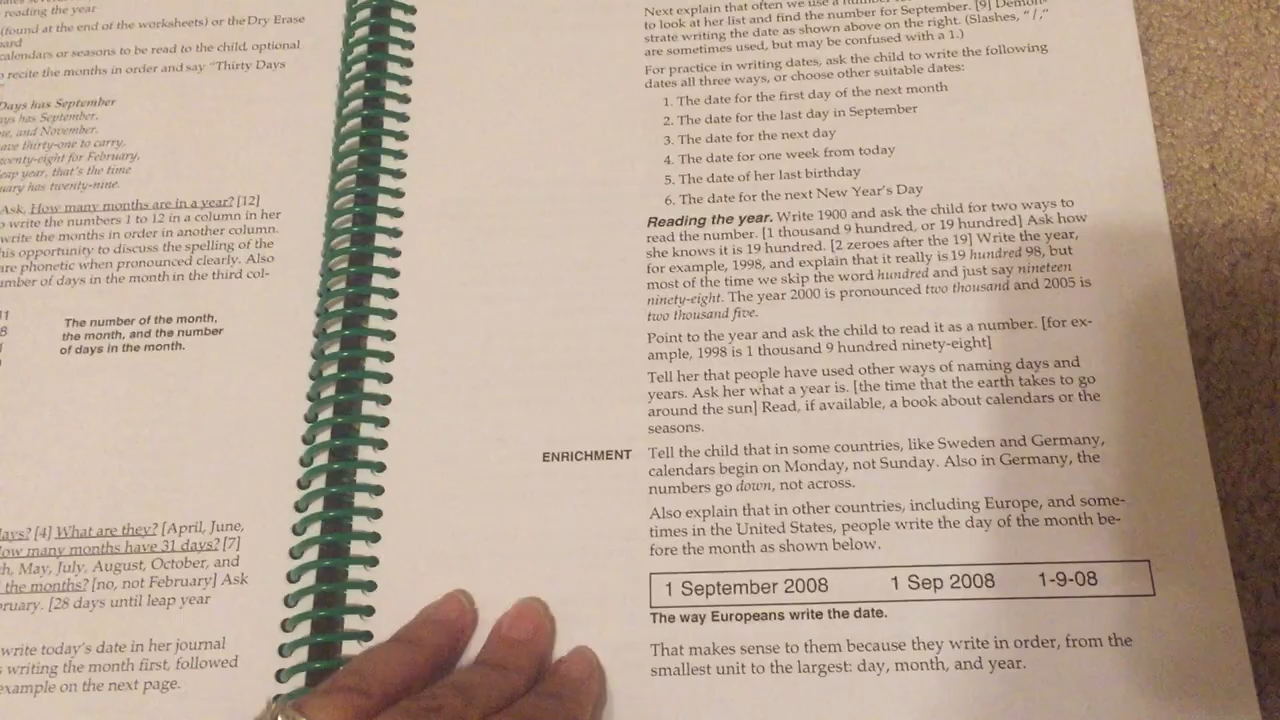 reading the year
(found at the end of the worksheets) or the Dry Erase
calendars or seasons to be read to the child, optional
recite the months in order and say "Thirty Days
Days has September
has September,
and November.
thirty-one to carry,
twenty-eight for February,
leap year, that's the time
has twenty-nine.
Ask, How many months are in a year? [12]
write the numbers 1 to 12 in a column in her
write the months in order in another column.
this opportunity to discuss the spelling of the
are phonetic when pronounced clearly. Also
number of days in the month in the third col-
The number of the month,
the month, and the number
of days in the month.
days? [4] What are they? [April, June,
How many months have 31 days? [7]
May, July, August, October, and
the months? [no, not February] Ask
[28 days until leap year
write today's date in her journal
writing the month first, followed
example on the next page.
Next explain that often we use a number
to look at her list and find the number for September. [9] Demon-
strate writing the date as shown above on the right. (Slashes, "/,"
are sometimes used, but may be confused with a 1.)
For practice in writing dates, ask the child to write the following
dates all three ways, or choose other suitable dates:
1. The date for the first day of the next month
2. The date for the last day in September
3. The date for the next day
4. The date for one week from today
5. The date of her last birthday
6. The date for the next New Year's Day
Reading the year. Write 1900 and ask the child for two ways to
read the number. [1 thousand 9 hundred, or 19 hundred] Ask how
she knows it is 19 hundred. [2 zeroes after the 19] Write the year,
for example, 1998, and explain that it really is 19 hundred 98, but
most of the time we skip the word hundred and just say nineteen
ninety-eight. The year 2000 is pronounced two thousand and 2005 is
two thousand five.
Point to the year and ask the child to read it as a number. [for ex-
ample, 1998 is 1 thousand 9 hundred ninety-eight]
Tell her that people have used other ways of naming days and
years. Ask her what a year is. [the time that the earth takes to go
around the sun] Read, if available, a book about calendars or the
seasons.
ENRICHMENT
Tell the child that in some countries, like Sweden and Germany,
calendars begin on Monday, not Sunday. Also in Germany, the
numbers go down, not across.
Also explain that in other countries, including Europe, and some-
times in the United States, people write the day of the month be-
fore the month as shown below.
1 September 2008 1 Sep 2008 1-9-08
The way Europeans write the date.
That makes sense to them because they write in order, from the
smallest unit to the largest: day, month, and year.